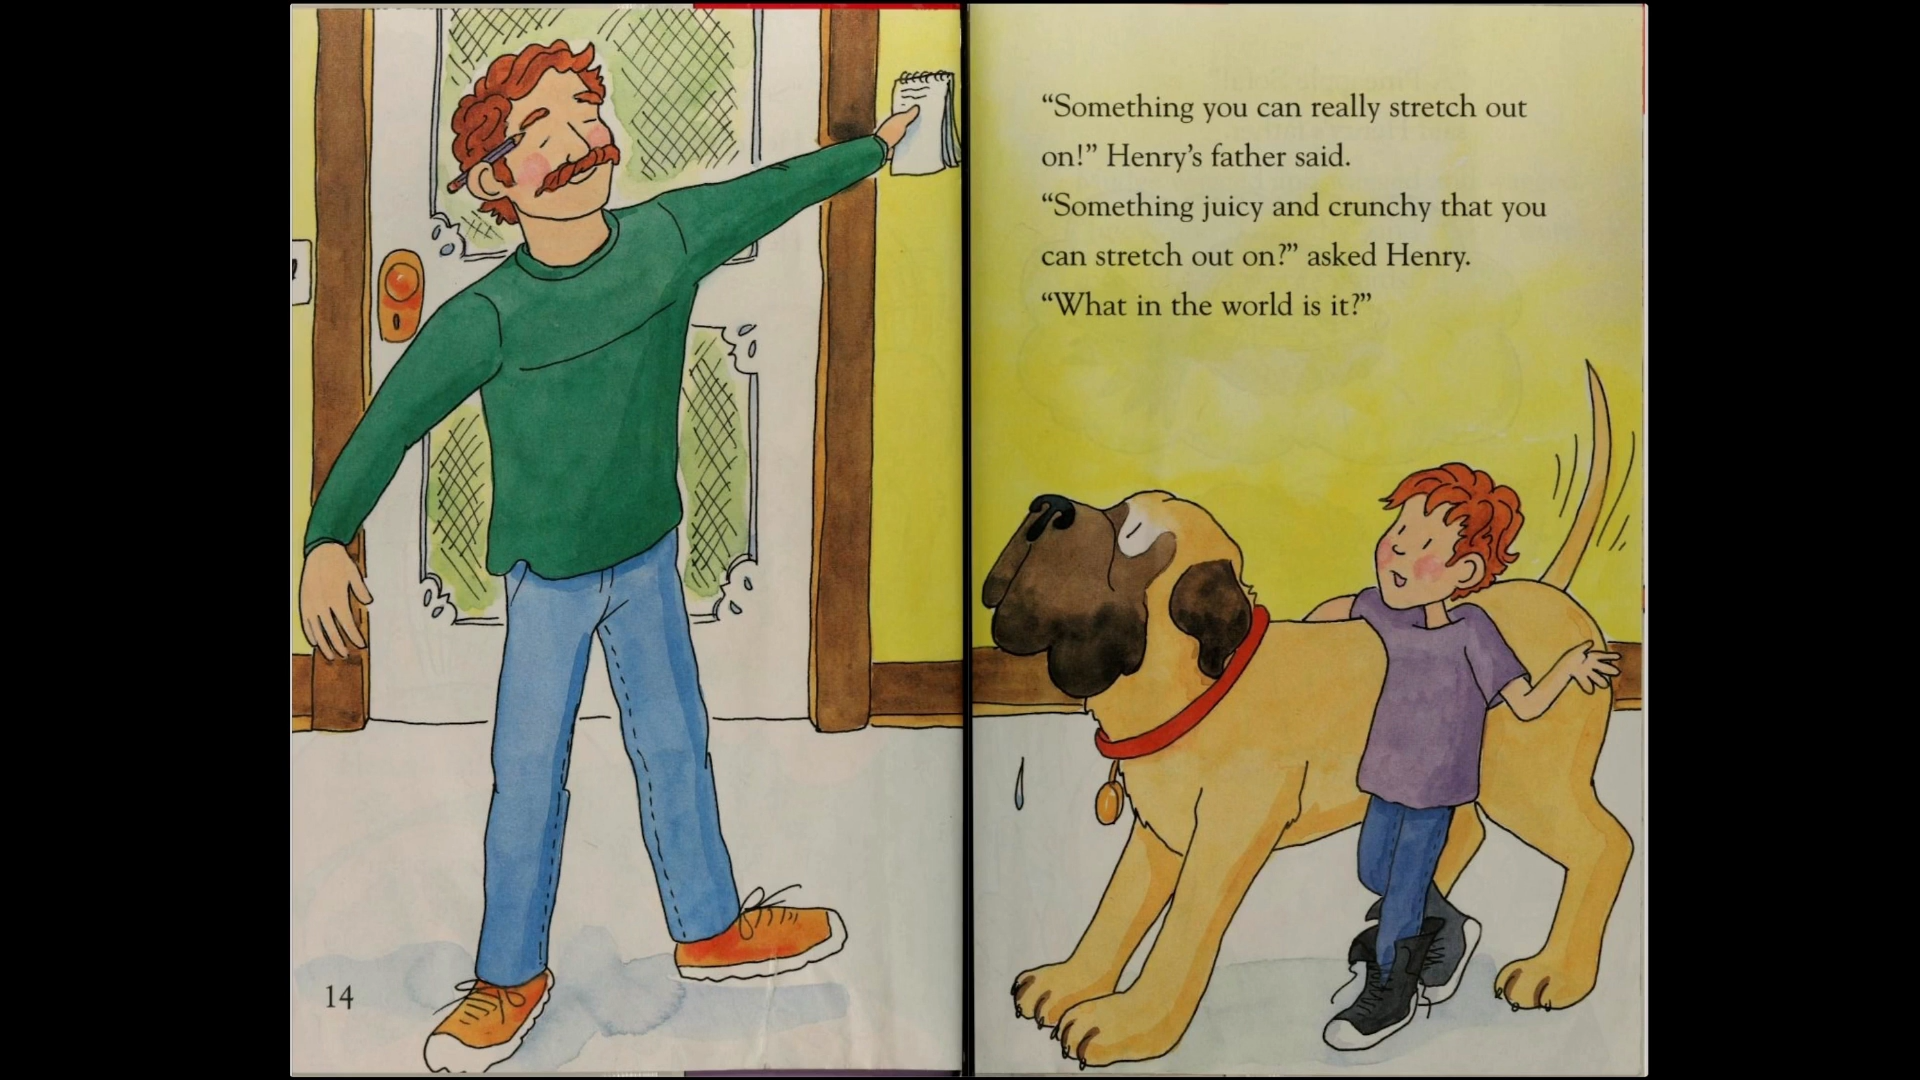 “Something you can really stretch out
on!” Henry’s father said.
“Something juicy and crunchy that you
can stretch out on?” asked Henry.
“What in the world is it?”
14